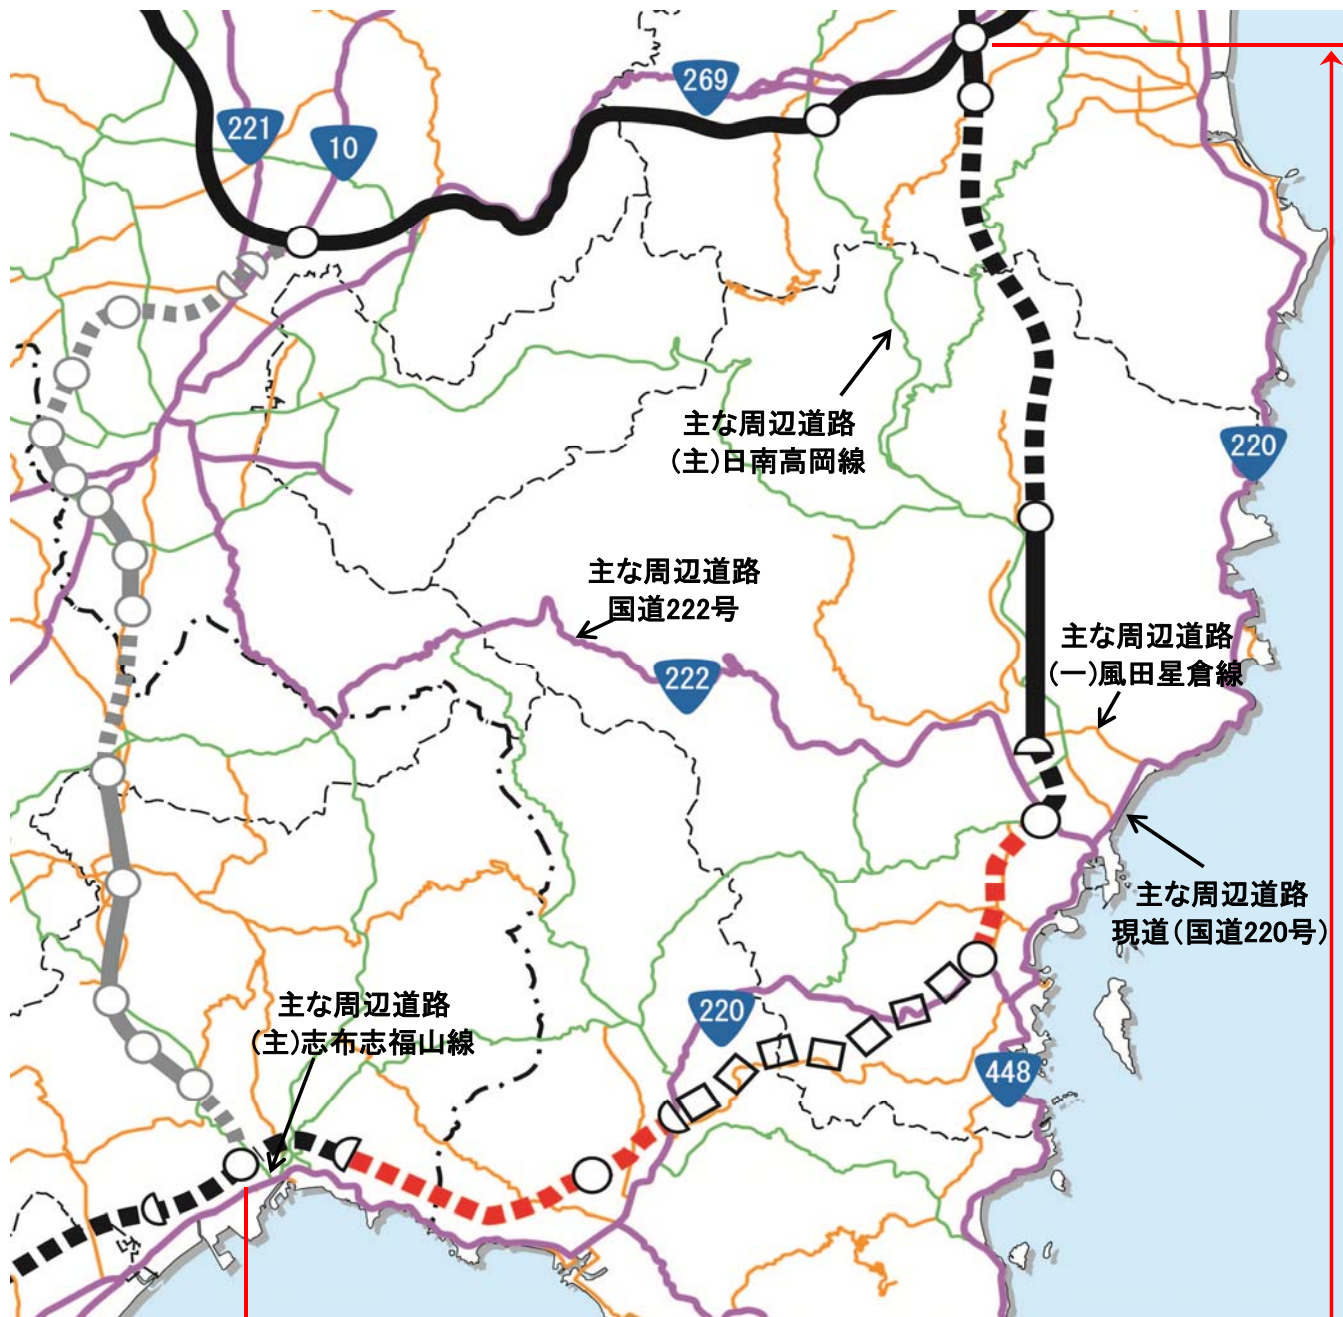 269
221
10
主な周辺道路
(主)日南高岡線
220
主な周辺道路
国道222号
主な周辺道路
(一)風田星倉線
222
主な周辺道路
現道(国道220号)
主な周辺道路
(主)志布志福山線
220
448